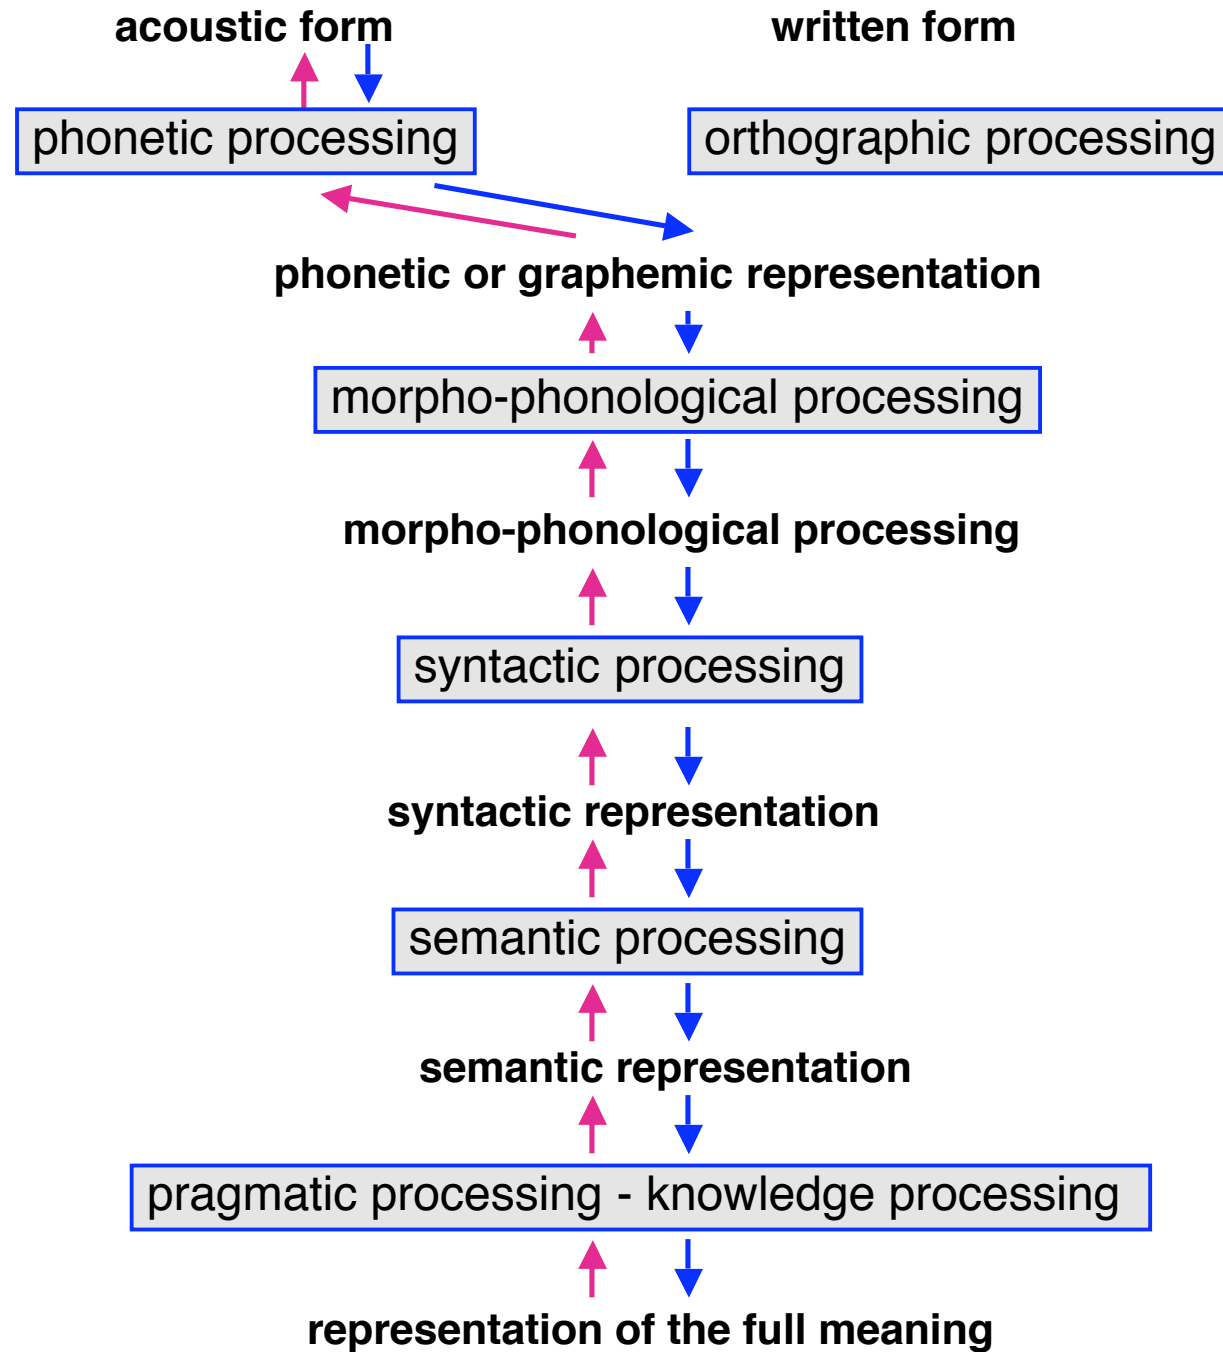 acoustic form
written form
phonetic processing
orthographic processing
phonetic or graphemic representation
morpho-phonological processing
morpho-phonological processing
syntactic processing
syntactic representation
semantic processing
semantic representation
pragmatic processing - knowledge processing
representation of the full meaning